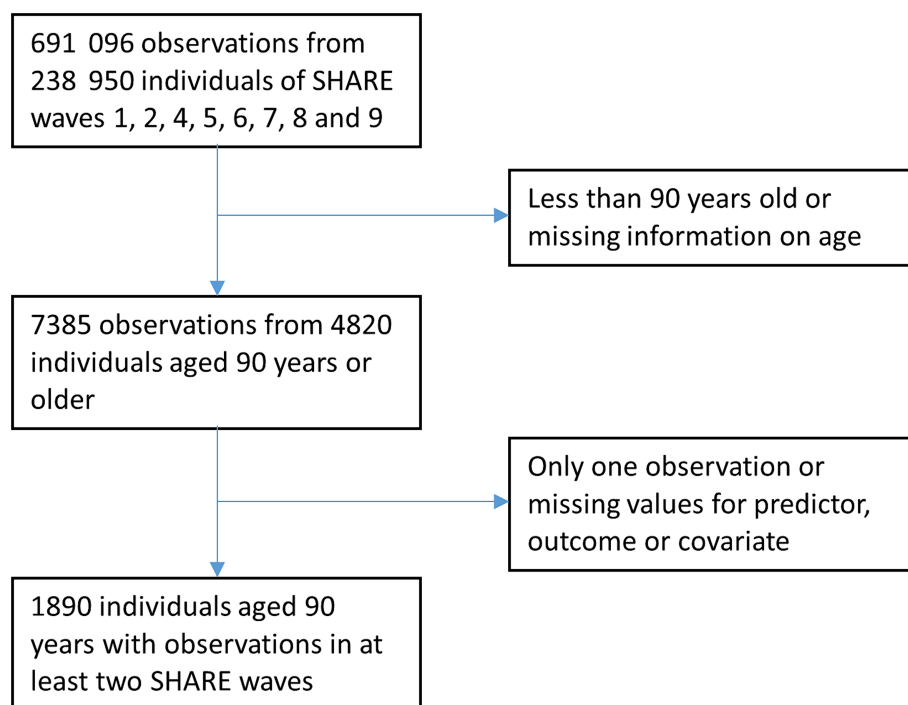 691 096 observations from
238 950 individuals of SHARE
waves 1, 2, 4, 5, 6, 7, 8 and 9
Less than 90 years old or
missing information on age
7385 observations from 4820
individuals aged 90 years or
older
Only one observation or
missing values for predictor,
outcome or covariate
1890 individuals aged 90
years with observations in at
least two SHARE waves